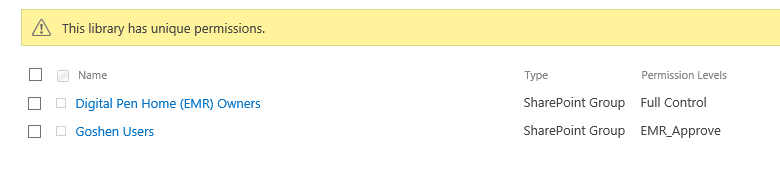 This library has unique permissions.
Name Type Permission Levels
Digital Pen Home (EMR) Owners SharePoint Group Full Control
Goshen Users SharePoint Group EMR_Approve